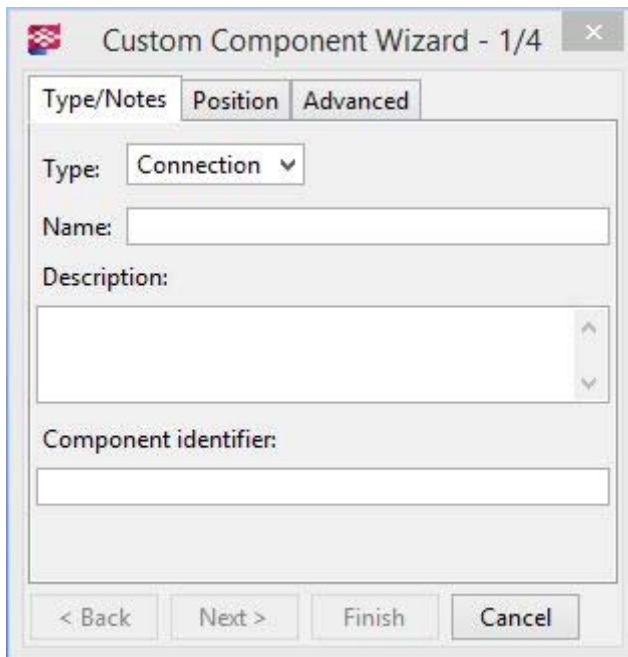 Custom Component Wizard - 1/4
Type/Notes Position Advanced
Type: Connection
Name:
Description:
Component identifier:
< Back Next > Finish Cancel